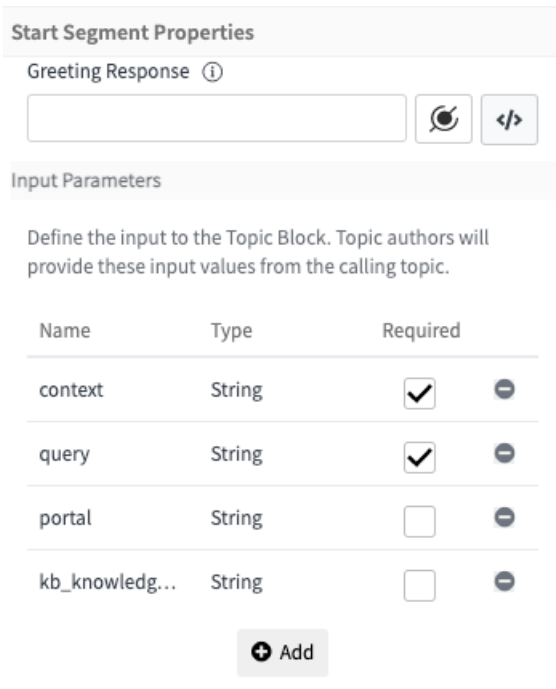 Start Segment Properties
Greeting Response
</>
Input Parameters
Define the input to the Topic Block. Topic authors will
provide these input values from the calling topic.
Name Type Required
context String
query String
portal String
kb_knowledg... String
Add